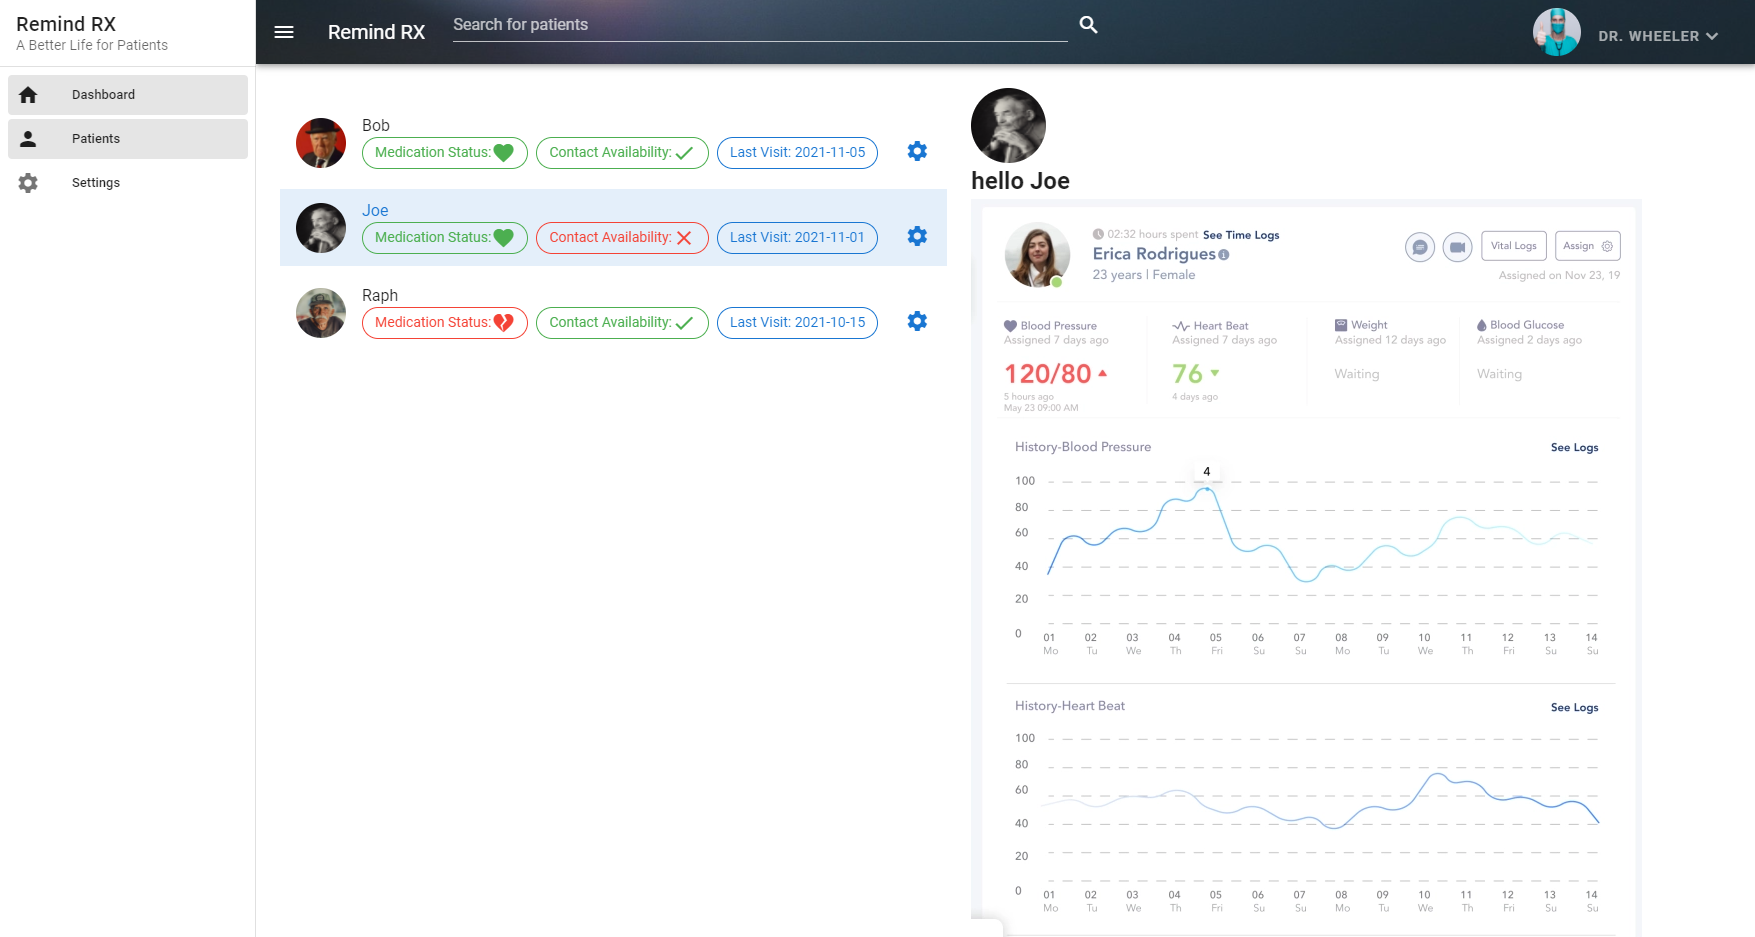 Remind RX
A Better Life for Patients
Dashboard
Patients
Settings
Remind RX
Search for patients
DR. WHEELER
Bob
Medication Status:
Contact Availability:
Last Visit: 2021-11-05
Joe
Medication Status:
Contact Availability:
Last Visit: 2021-11-01
Raph
Medication Status:
Contact Availability:
Last Visit: 2021-10-15
hello Joe
02:32 hours spent See Time Logs
Erica Rodrigues
23 years | Female
Vital Logs
Assign
Assigned on Nov 23, 19
Blood Pressure
Assigned 7 days ago
120/80
5 hours ago
May 23 09:00 AM
Heart Beat
Assigned 7 days ago
76
4 days ago
Weight
Assigned 12 days ago
Waiting
Blood Glucose
Assigned 2 days ago
Waiting
History-Blood Pressure
See Logs
4
100
80
60
40
20
0
01 02 03 04 05 06 07 08 09 10 11 12 13 14
Mo Tu We Th Fri Su Su Mo Tu We Th Fri Su Su
History-Heart Beat
See Logs
100
80
60
40
20
0
01 02 03 04 05 06 07 08 09 10 11 12 13 14
Mo Tu We Th Fri Su Su Mo Tu We Th Fri Su Su